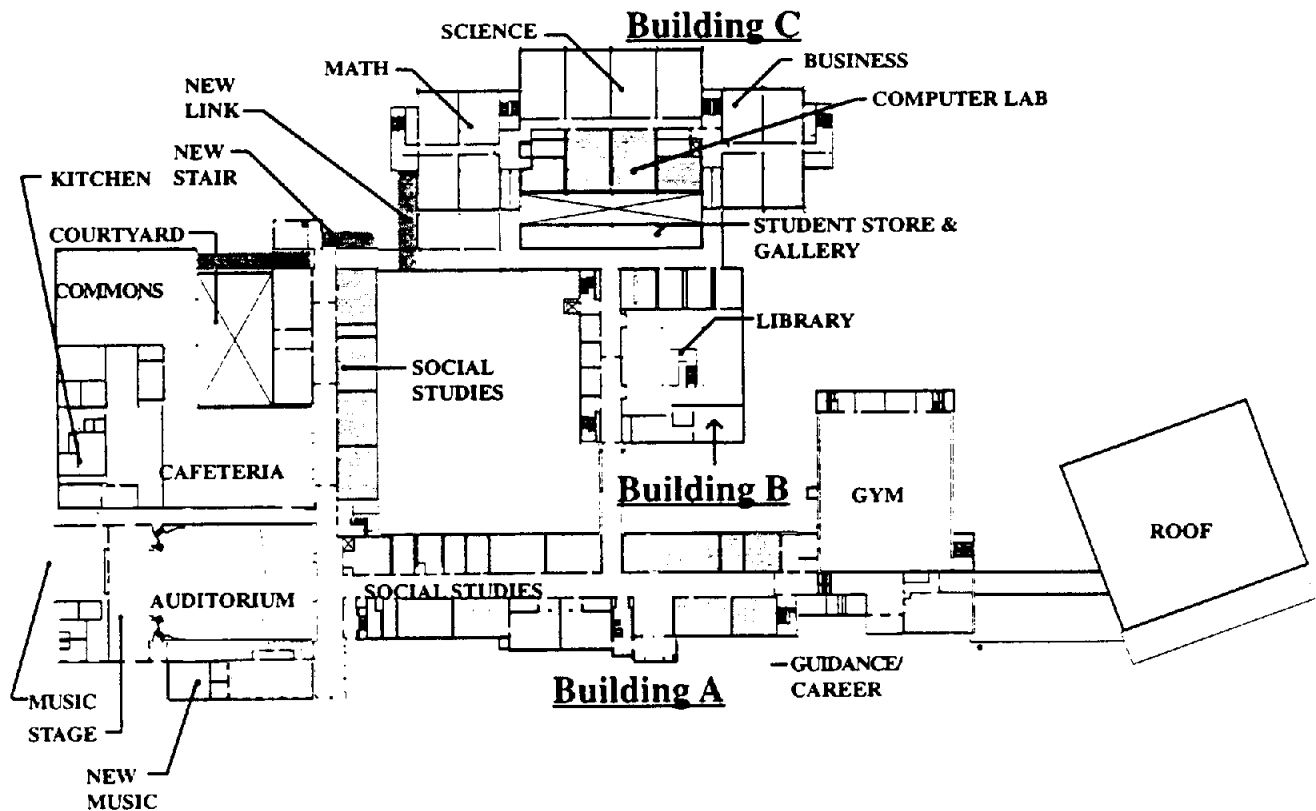 Building C
SCIENCE
MATH
BUSINESS
NEW
LINK
COMPUTER LAB
NEW
STAIR
KITCHEN
COURTYARD
STUDENT STORE &
GALLERY
COMMONS
LIBRARY
SOCIAL
STUDIES
CAFETERIA
Building B
GYM
ROOF
SOCIAL STUDIES
AUDITORIUM
GUIDANCE/
CAREER
Building A
MUSIC
STAGE
NEW
MUSIC